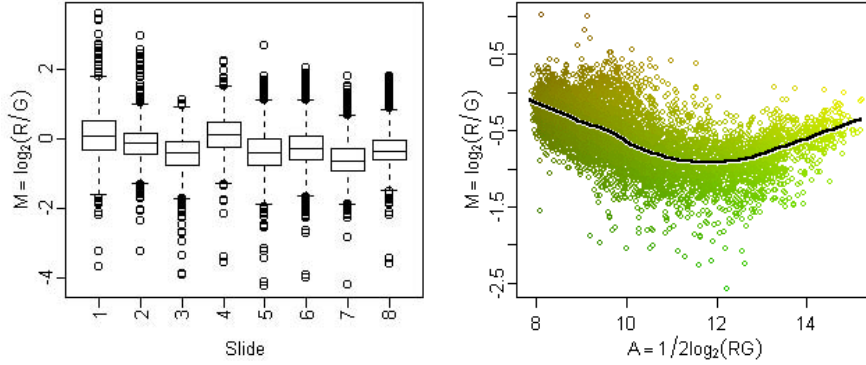 M = log₂(R/G)
2
0
-2
-4
1 2 3 4 5 6 7 8
Slide
M = log₂(R/G)
0.5
-0.5
-1.5
-2.5
8 10 12 14
A = 1/2log₂(RG)